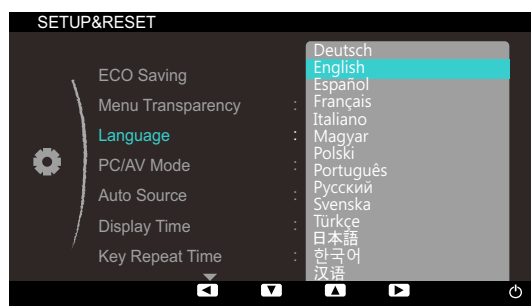 SETUP&RESET
ECO Saving
Menu Transparency :
Language :
PC/AV Mode :
Auto Source :
Display Time :
Key Repeat Time :
Deutsch
English
Español
Français
Italiano
Magyar
Polski
Português
Русский
Svenska
Türkçe
日本語
한국어
汉语